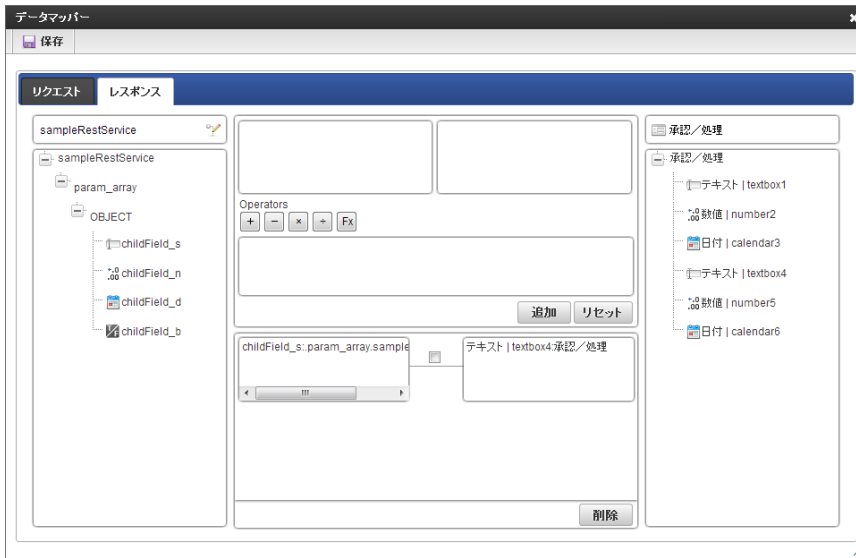 データマッパー
保存
リクエスト
レスポンス
sampleRestService
sampleRestService
param_array
OBJECT
childField_s
childField_n
childField_d
childField_b
Operators
+ − × ÷ Fx
追加 リセット
childField_s:.param_array.sample
テキスト | textbox4:承認／処理
削除
承認／処理
承認／処理
テキスト | textbox1
数値 | number2
日付 | calendar3
テキスト | textbox4
数値 | number5
日付 | calendar6